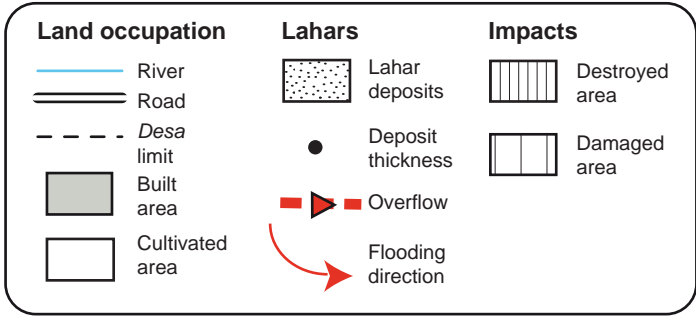 Land occupation
River
Road
Desa
limit
Built
area
Cultivated
area
Lahars
Lahar
deposits
Deposit
thickness
Overflow
Flooding
direction
Impacts
Destroyed
area
Damaged
area